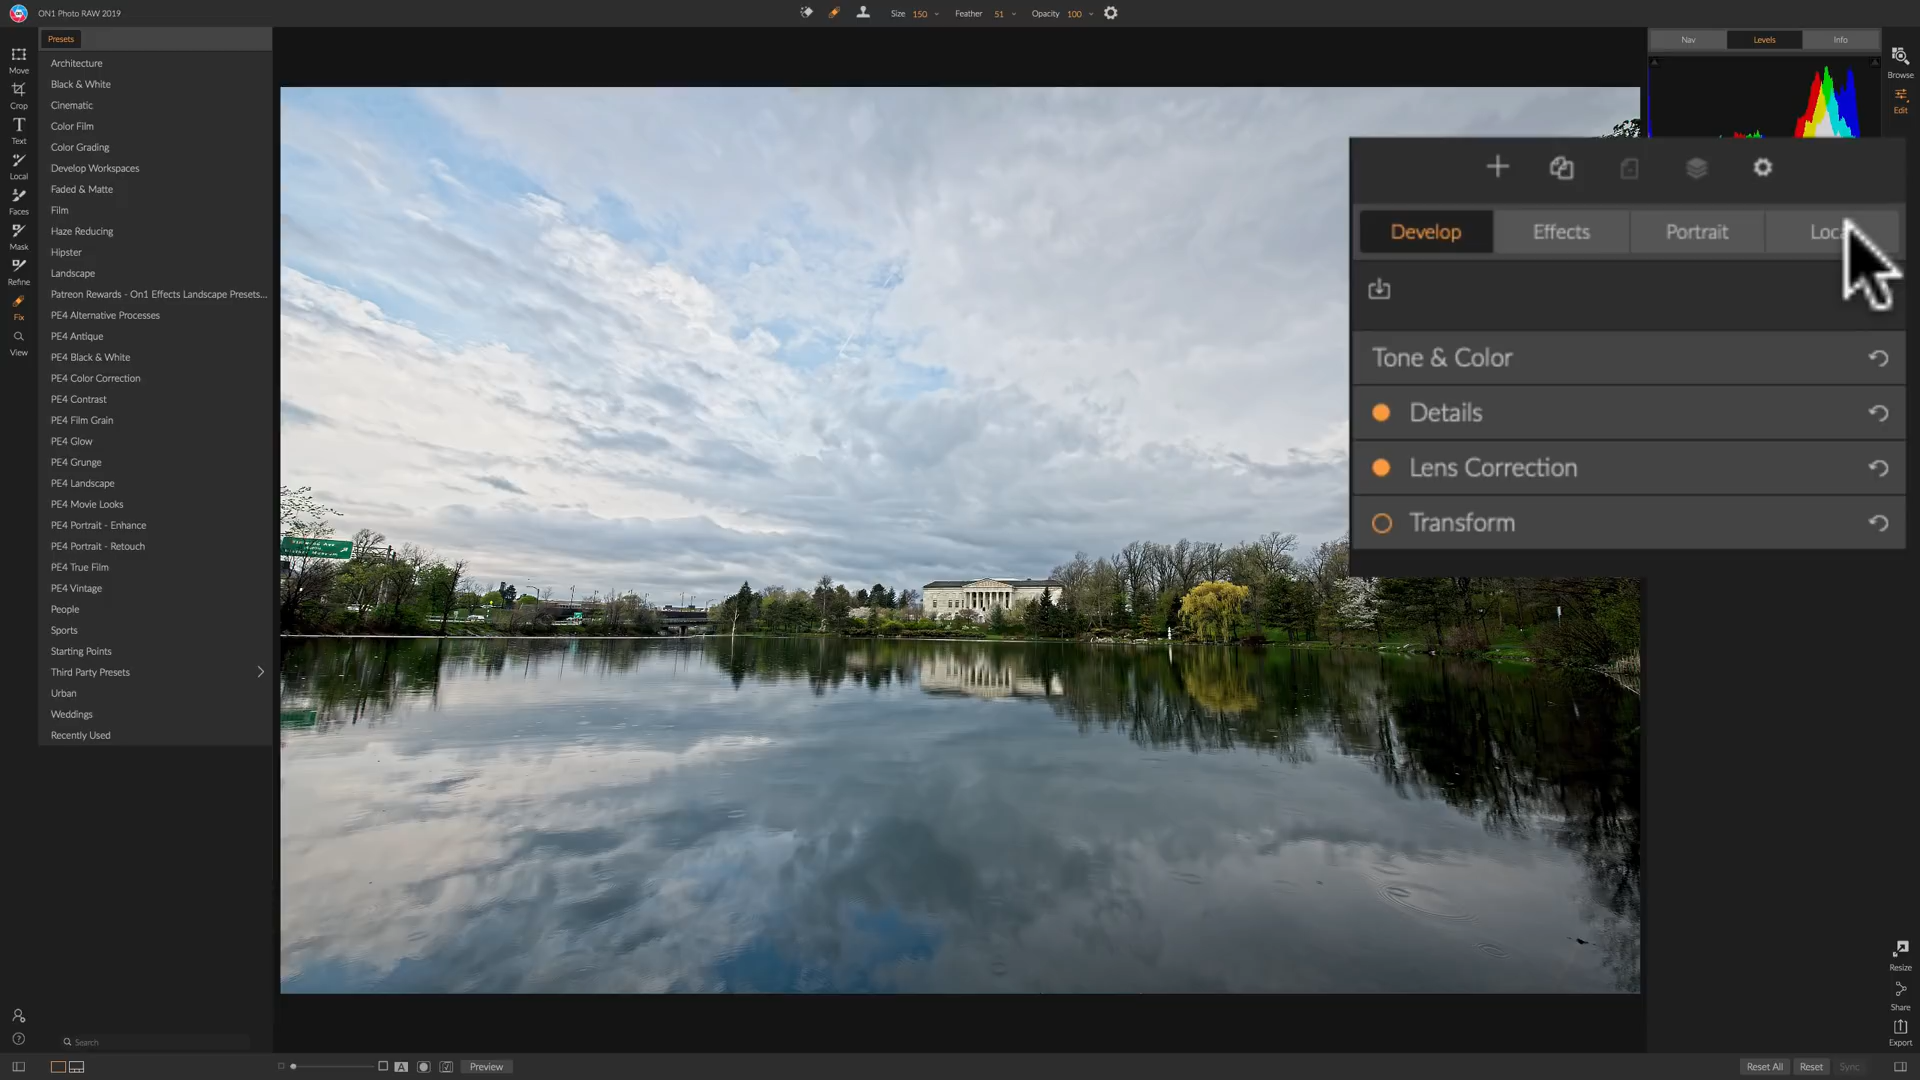 ON1 Photo RAW 2019
Size 150
Feather 51
Opacity 100
Presets
Architecture
Black & White
Cinematic
Color Film
Color Grading
Develop Workspaces
Faded & Matte
Film
Haze Reducing
Hipster
Landscape
Patreon Rewards - On1 Effects Landscape Presets...
PE4 Alternative Processes
PE4 Antique
PE4 Black & White
PE4 Color Correction
PE4 Contrast
PE4 Film Grain
PE4 Glow
PE4 Grunge
PE4 Landscape
PE4 Movie Looks
PE4 Portrait - Enhance
PE4 Portrait - Retouch
PE4 True Film
PE4 Vintage
People
Sports
Starting Points
Third Party Presets
Urban
Weddings
Recently Used
Search
Move
Crop
Text
Local
Faces
Mask
Refine
Fix
View
Nav
Levels
Info
Browse
Edit
Develop
Effects
Portrait
Tone & Color
Details
Lens Correction
Transform
Resize
Share
Export
A
Preview
Reset All
Reset
Sync